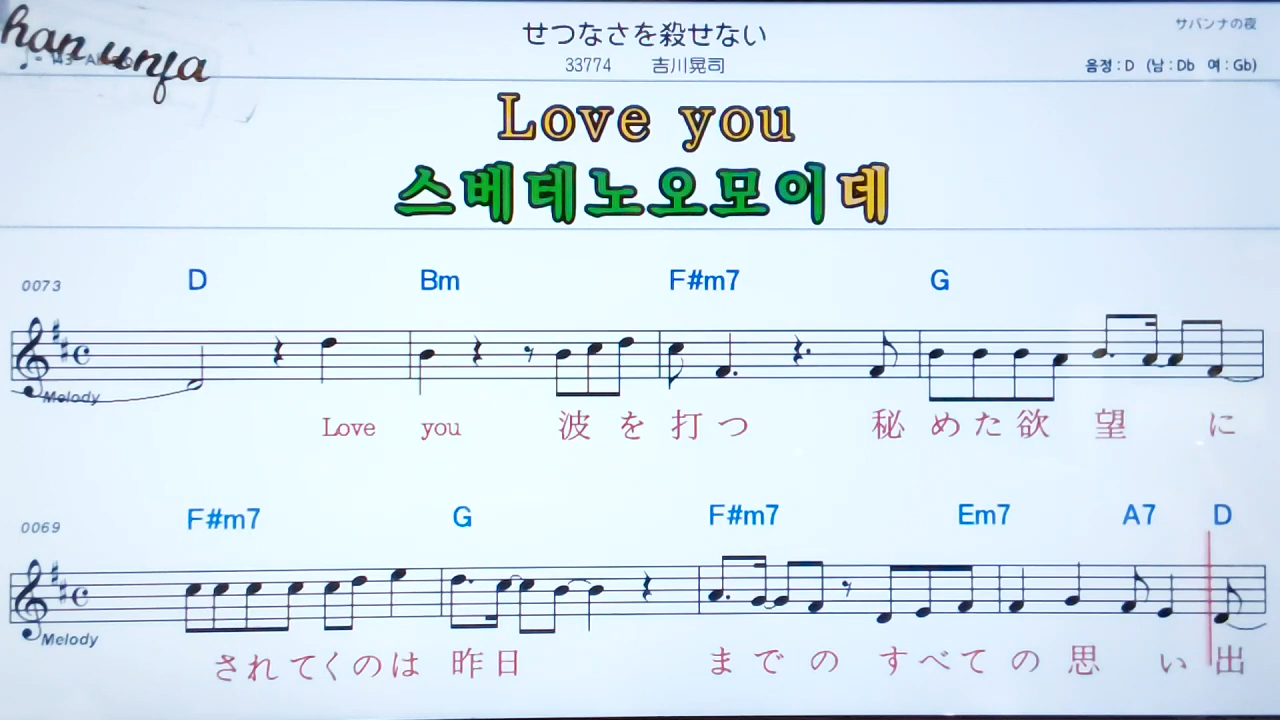 han unfa
せつなさを殺せない
サバンナの夜
33774 吉川晃司
음정 : D (남 : Db 여 : Gb)
Love you
스베테노오모이데
0073 D Bm F#m7 G
Melody
Love you 波を打つ 秘めた欲望に
0069 F#m7 G F#m7 Em7 A7 D
Melody
されてくのは昨日までのすべての思い出